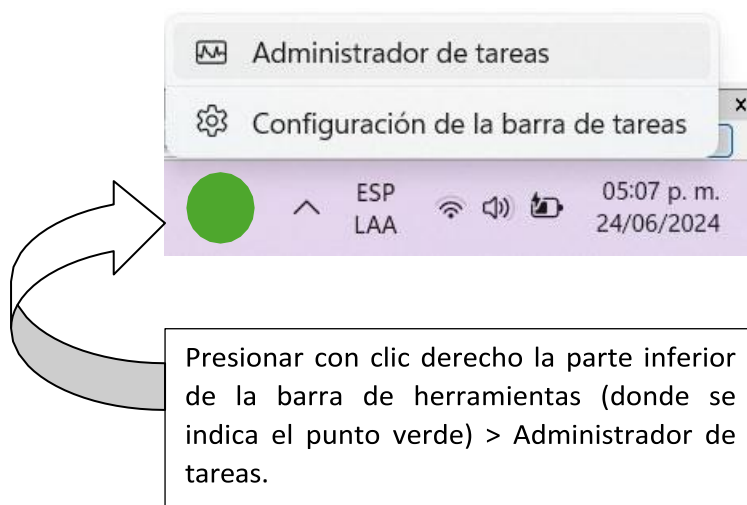 Administrador de tareas
x
Configuración de la barra de tareas
ESP
LAA
05:07 p. m.
24/06/2024
Presionar con clic derecho la parte inferior
de la barra de herramientas (donde se
indica el punto verde) > Administrador de
tareas.